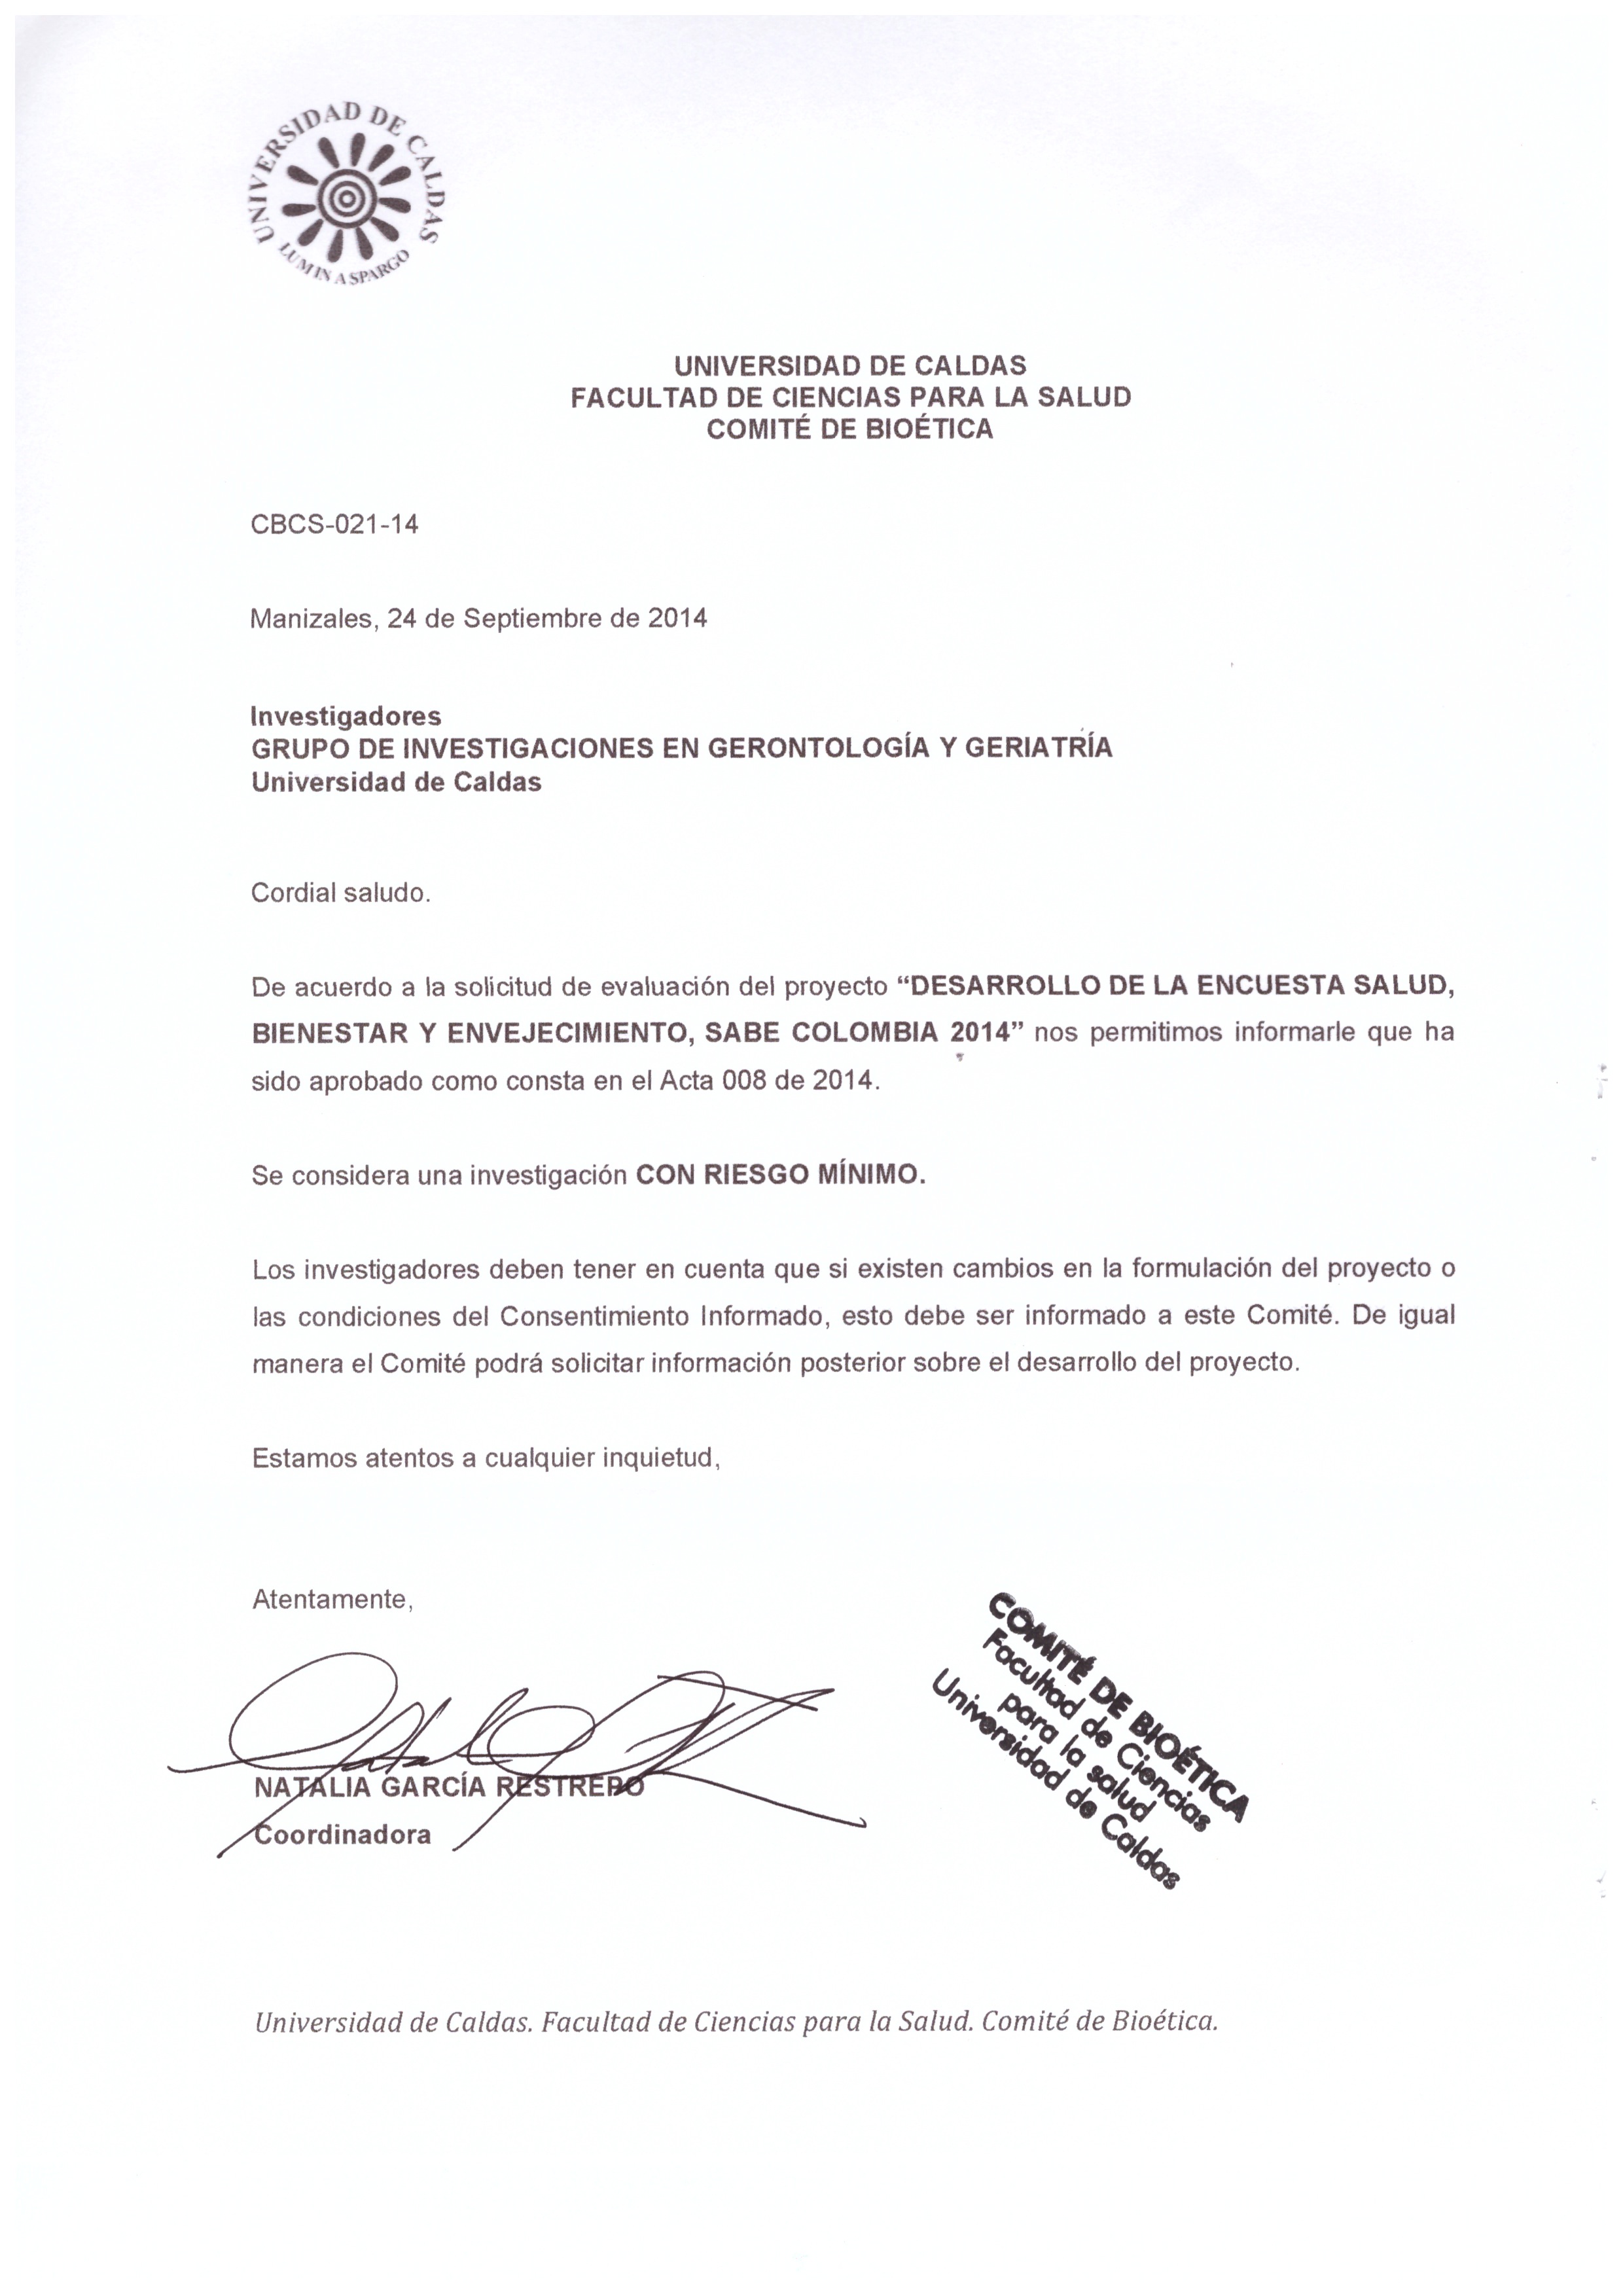 UNIVERSIDAD DE CALDAS
LUMINA SPARGO
UNIVERSIDAD DE CALDAS
FACULTAD DE CIENCIAS PARA LA SALUD
COMITÉ DE BIOÉTICA
CBCS-021-14
Manizales, 24 de Septiembre de 2014
Investigadores
GRUPO DE INVESTIGACIONES EN GERONTOLOGÍA Y GERIATRÍA
Universidad de Caldas
Cordial saludo.
De acuerdo a la solicitud de evaluación del proyecto “DESARROLLO DE LA ENCUESTA SALUD,
BIENESTAR Y ENVEJECIMIENTO, SABE COLOMBIA 2014” nos permitimos informarle que ha
sido aprobado como consta en el Acta 008 de 2014.
Se considera una investigación CON RIESGO MÍNIMO.
Los investigadores deben tener en cuenta que si existen cambios en la formulación del proyecto o
las condiciones del Consentimiento Informado, esto debe ser informado a este Comité. De igual
manera el Comité podrá solicitar información posterior sobre el desarrollo del proyecto.
Estamos atentos a cualquier inquietud,
Atentamente,
NATALIA GARCÍA RESTREPO
Coordinadora
COMITÉ DE BIOÉTICA
Facultad de Ciencias
para la salud
Universidad de Caldas
Universidad de Caldas. Facultad de Ciencias para la Salud. Comité de Bioética.